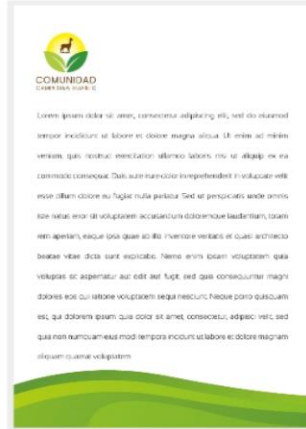 COMUNIDAD
CAMPESINA
Lorem ipsum dolor sit amet, consectetur adipiscing elit, sed do eiusmod
tempor incididunt ut labore et dolore magna aliqua. Ut enim ad minim
veniam, quis nostrud exercitation ullamco laboris nisi ut aliquip ex ea
commodo consequat. Duis aute irure dolor in reprehenderit in voluptate velit
esse cillum dolore eu fugiat nulla pariatur. Sed ut perspiciatis unde omnis
iste natus error sit voluptatem accusantium doloremque laudantium, totam
rem aperiam, eaque ipsa quae ab illo inventore veritatis et quasi architecto
beatae vitae dicta sunt explicabo. Nemo enim ipsam voluptatem quia
voluptas sit aspernatur aut odit aut fugit, sed quia consequuntur magni
dolores eos qui ratione voluptatem sequi nesciunt. Neque porro quisquam
est, qui dolorem ipsum quia dolor sit amet, consectetur, adipisci velit, sed
quia non numquam eius modi tempora incidunt ut labore et dolore magnam
aliquam quaerat voluptatem